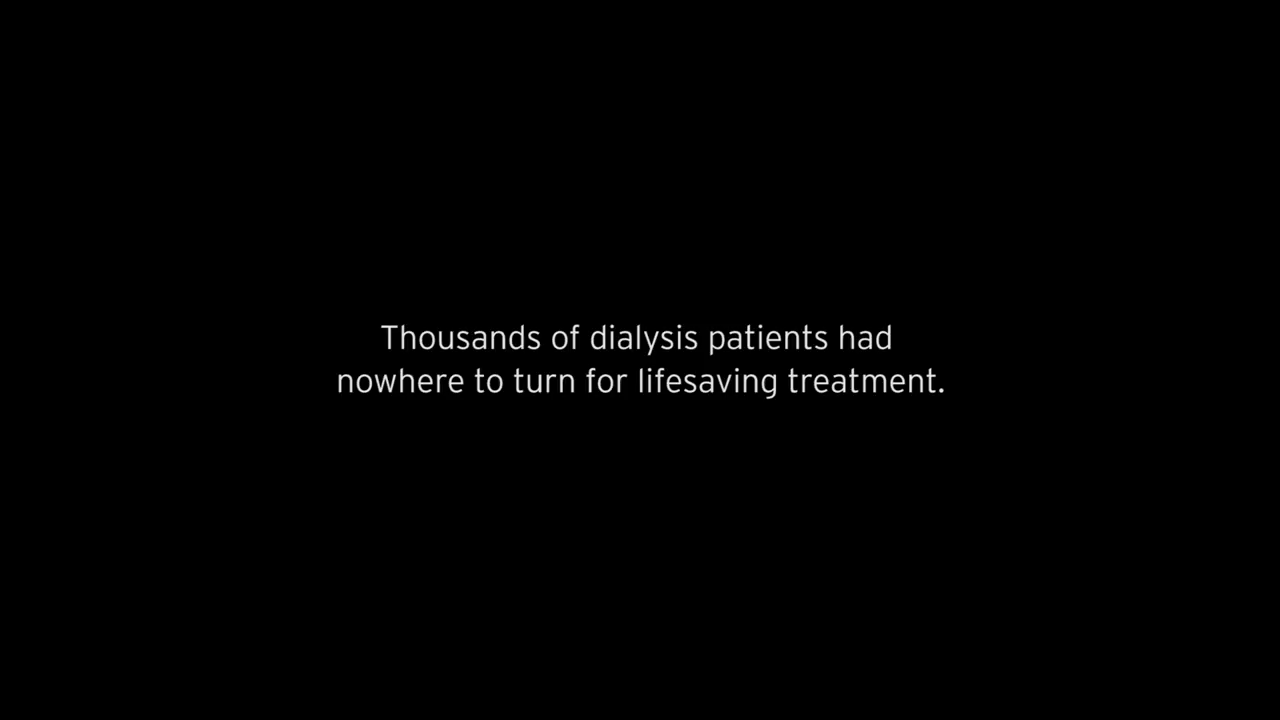 Thousands of dialysis patients had
nowhere to turn for lifesaving treatment.